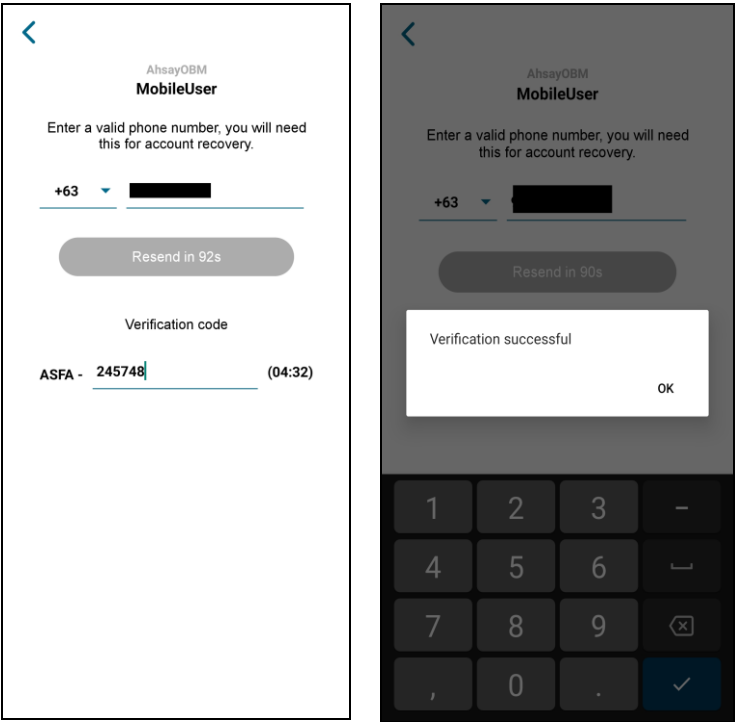 AhsayOBM
MobileUser
Enter a valid phone number, you will need
this for account recovery.
+63
Resend in 92s
Verification code
ASFA - 245748 (04:32)
AhsayOBM
MobileUser
Enter a valid phone number, you will need
this for account recovery.
+63
Resend in 90s
Verification successful
OK
1 2 3 -
4 5 6
7 8 9
, 0 .